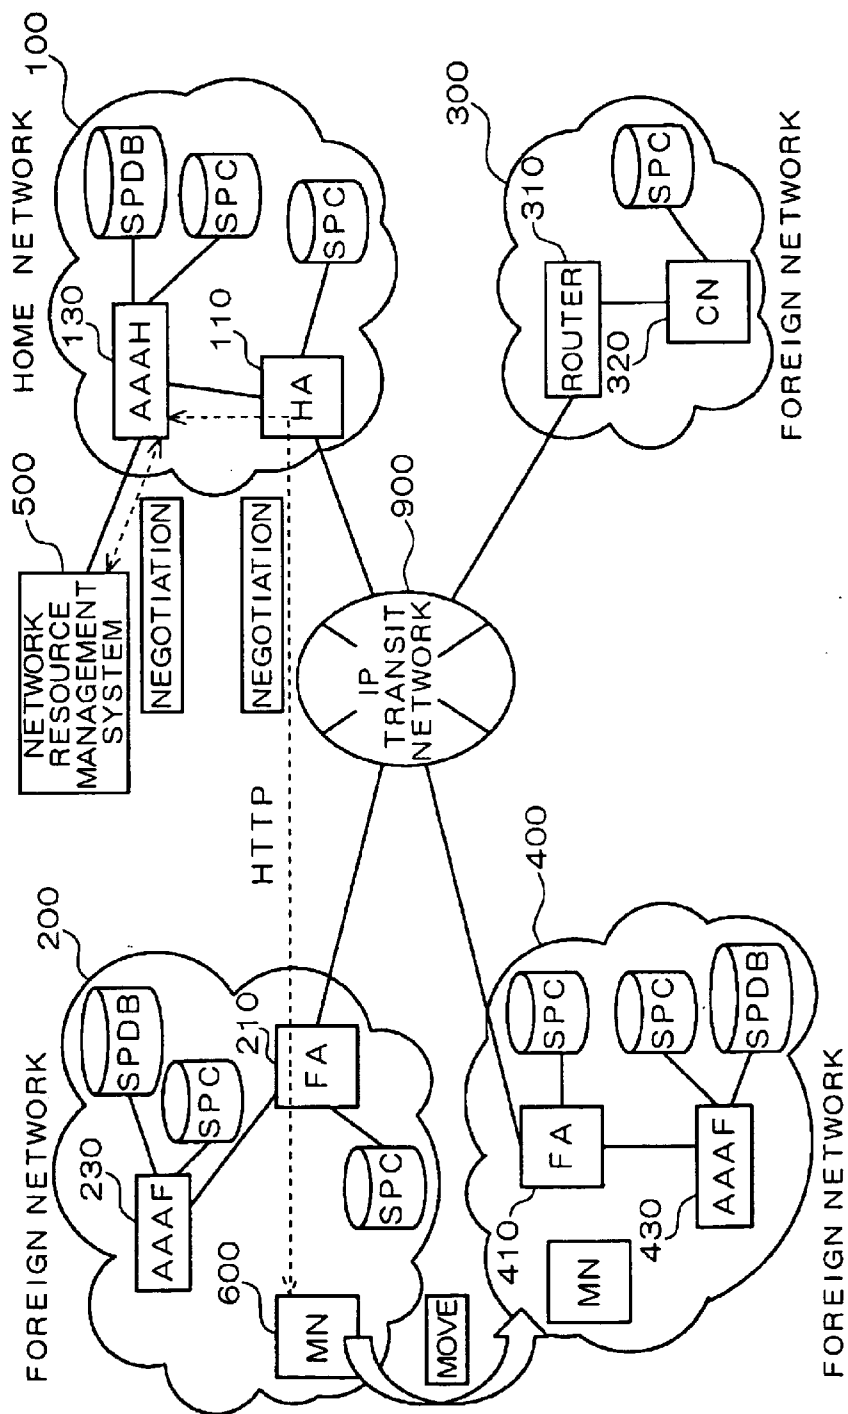 FOREIGN NETWORK
200
230
AAAF
SPDB
SPC
210
FA
SPC
600
MN
HTTP
NETWORK
RESOURCE
MANAGEMENT
SYSTEM
500
NEGOTIATION
NEGOTIATION
HOME NETWORK
100
130
AAAH
SPDB
SPC
110
HA
SPC
MOVE
IP
TRANSIT
NETWORK
900
400
410
FA
SPC
SPC
SPDB
430
AAAF
MN
FOREIGN NETWORK
300
310
ROUTER
320
CN
SPC
FOREIGN NETWORK